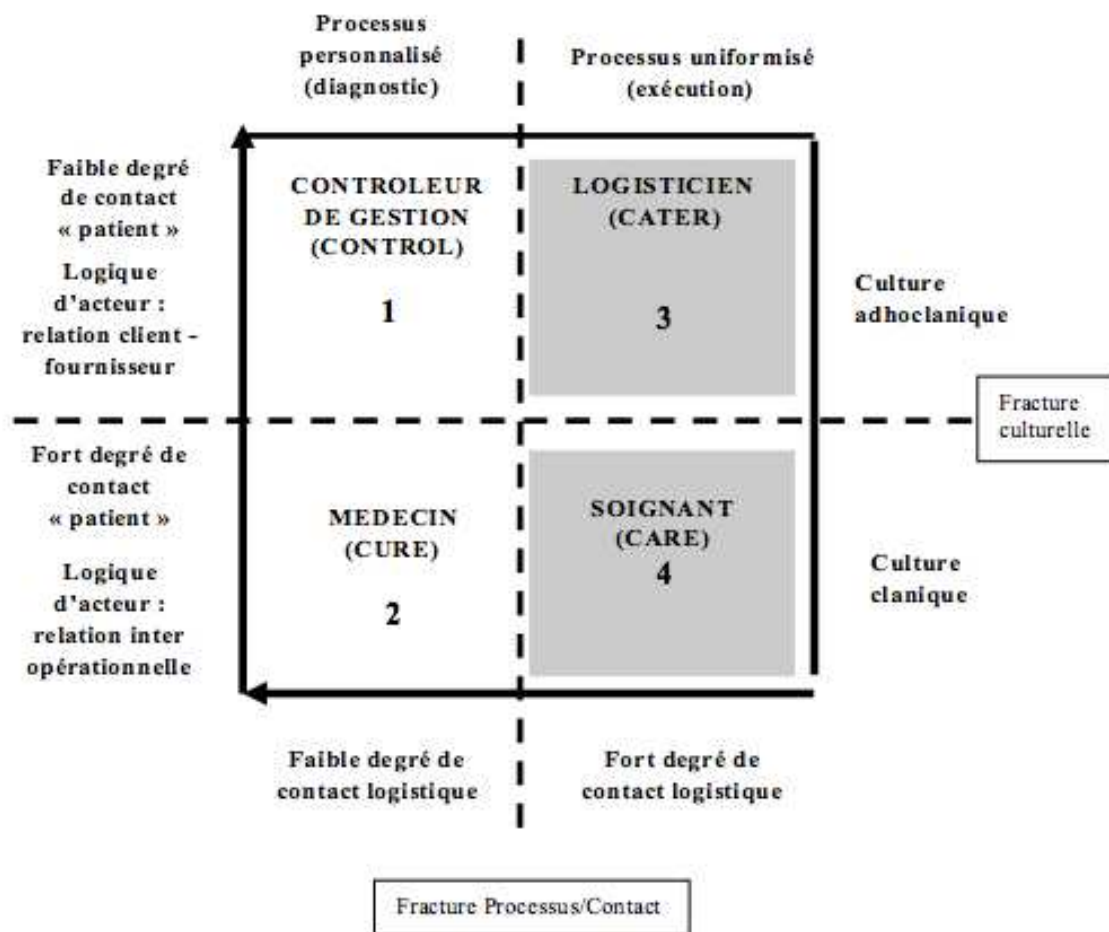 Processus
personnalisé
(diagnostic)
Processus uniformisé
(exécution)
Faible degré
de contact
« patient »
Logique
d'acteur :
relation client -
fournisseur
CONTROLEUR
DE GESTION
(CONTROL)
1
LOGISTICIEN
(CATER)
3
Culture
adhoclanique
Fracture
culturelle
Fort degré de
contact
« patient »
Logique
d'acteur :
relation inter
opérationnelle
MEDECIN
(CURE)
2
SOIGNANT
(CARE)
4
Culture
clanique
Faible degré de
contact logistique
Fort degré de
contact logistique
Fracture Processus/Contact